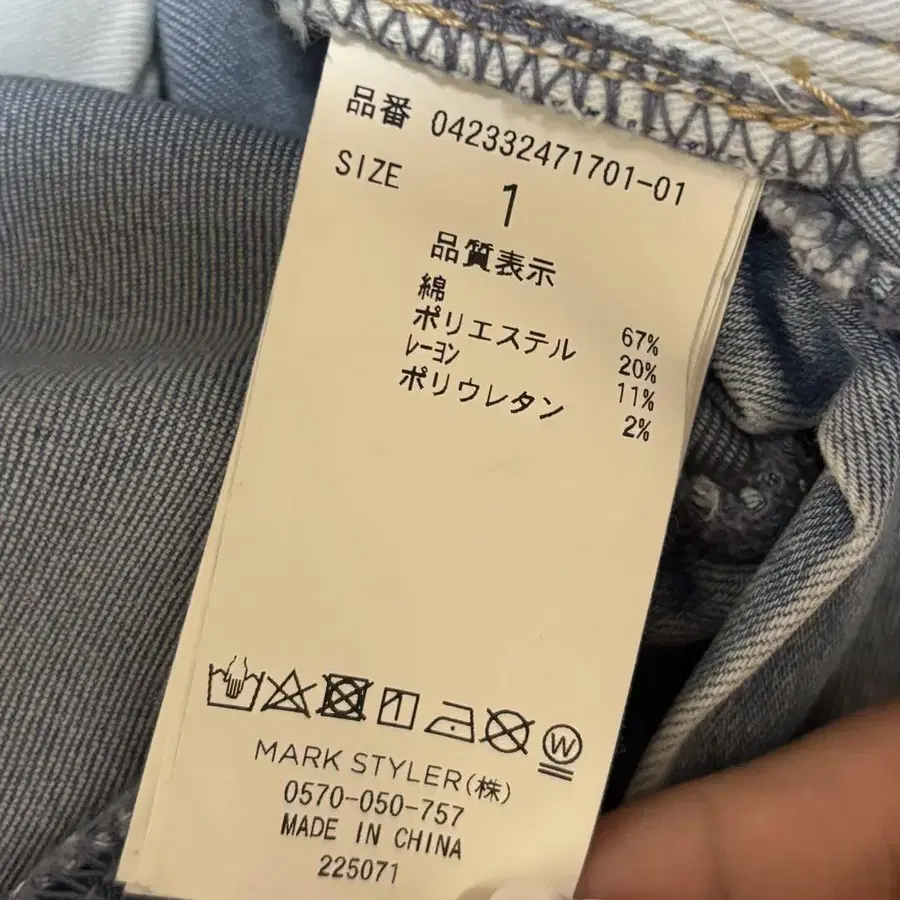 品番 042332471701-01
SIZE 1
品質表示
綿 67%
ポリエステル 20%
レーヨン 11%
ポリウレタン 2%
W
MARK STYLER(株)
0570-050-757
MADE IN CHINA
225071